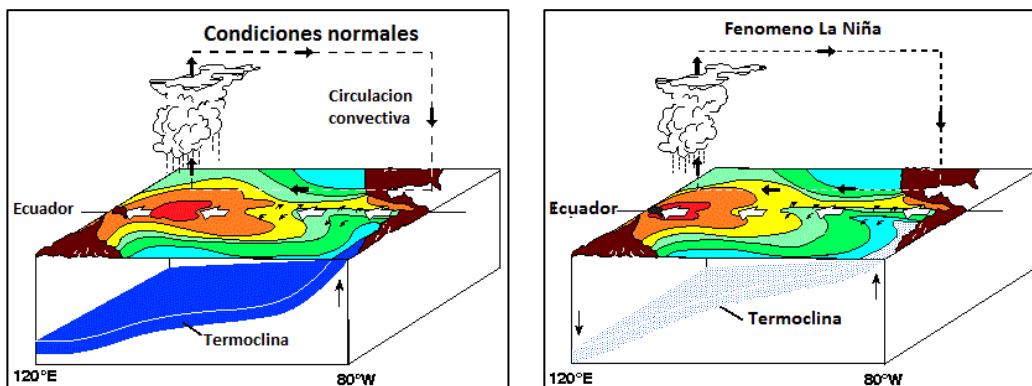 Condiciones normales
Circulacion
convectiva
Ecuador
Termoclina
120°E
80°W
Fenomeno La Niña
Ecuador
Termoclina
120°E
80°W